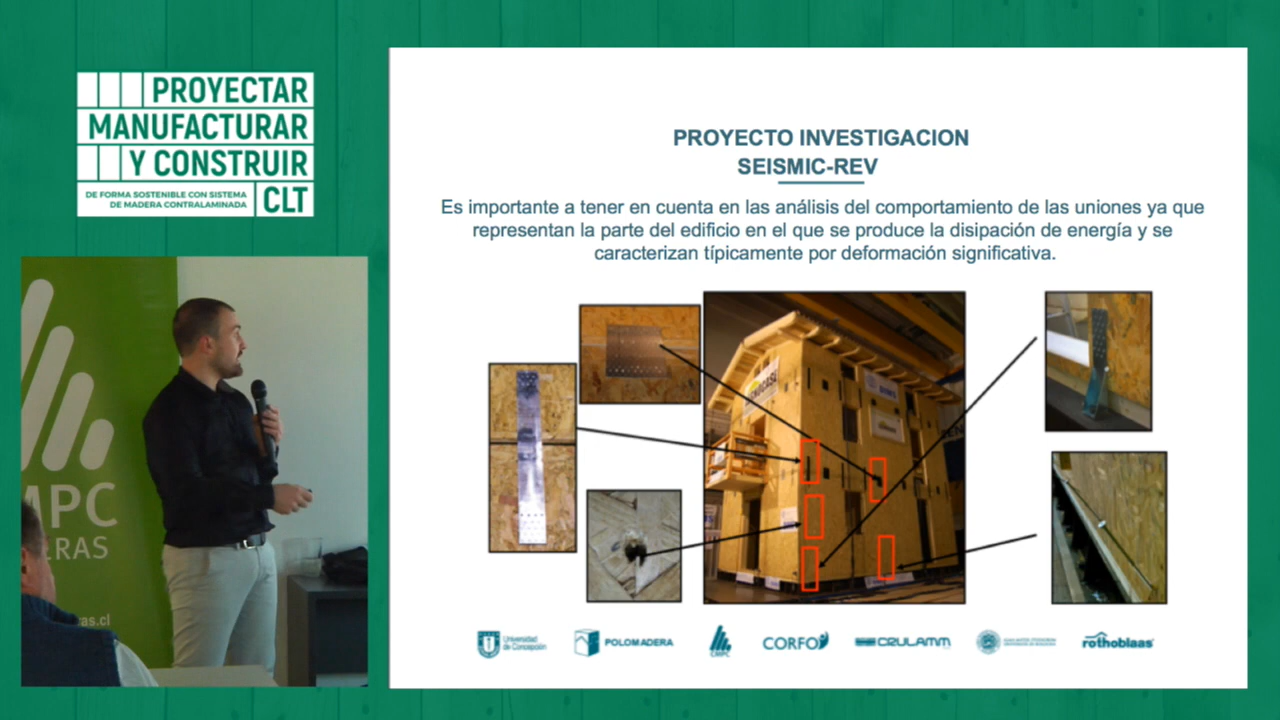 PROYECTAR
MANUFACTURAR
Y CONSTRUIR
DE FORMA SOSTENIBLE CON SISTEMA
DE MADERA CONTRALAMINADA
CLT
PROYECTO INVESTIGACION
SEISMIC-REV
Es importante a tener en cuenta en las análisis del comportamiento de las uniones ya que
representan la parte del edificio en el que se produce la disipación de energía y se
caracterizan típicamente por deformación significativa.
Universidad
de Concepción
POLOMADERA
CMPC
CORFO
CRULAMM
rothoblaas